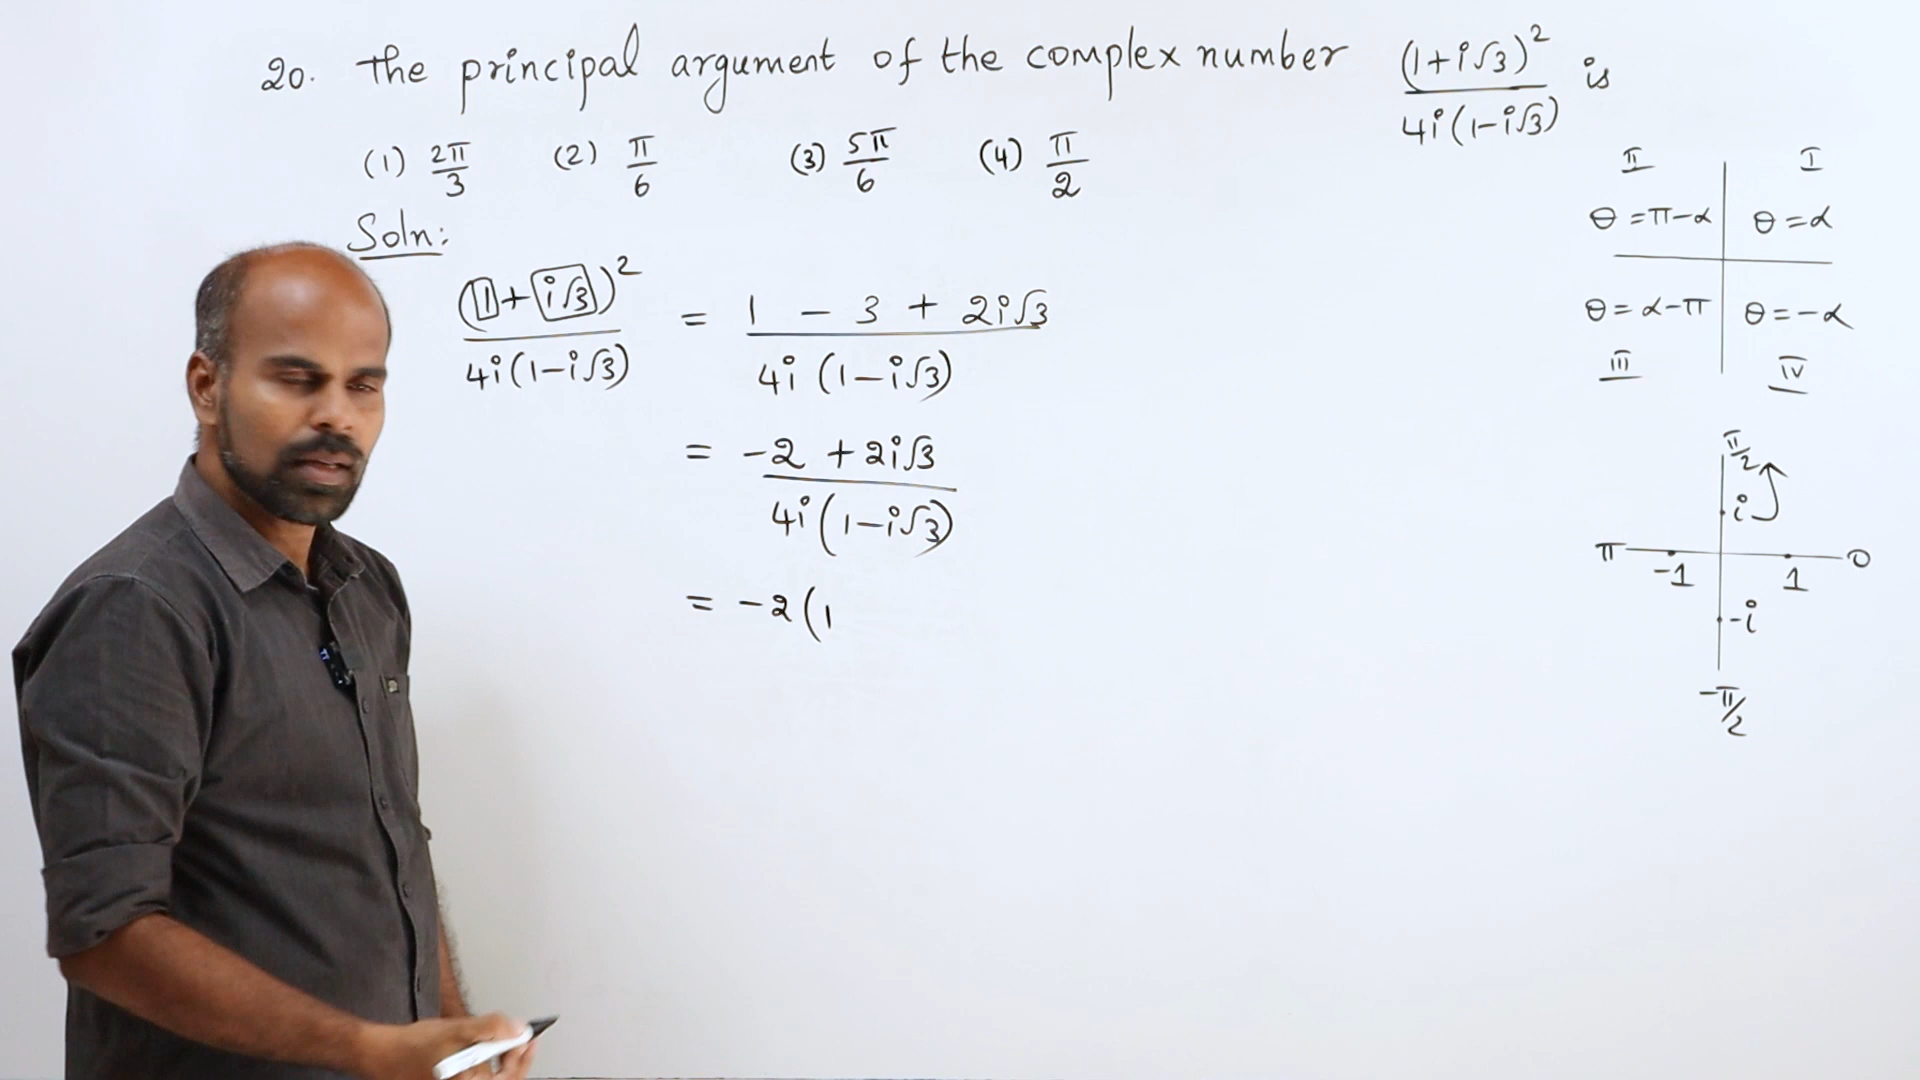 20. The principal argument of the complex number (1+i√3)² / 4i(1-i√3) is
(1) 2π/3 (2) π/6 (3) 5π/6 (4) π/2
Soln:
(1+i√3)² / 4i(1-i√3) = 1 - 3 + 2i√3 / 4i(1-i√3)
= -2 + 2i√3 / 4i(1-i√3)
= -2(1
II I
θ = π-α θ = α
θ = α-π θ = -α
III IV
π/2
i
π -1 1 0
-i
-π/2